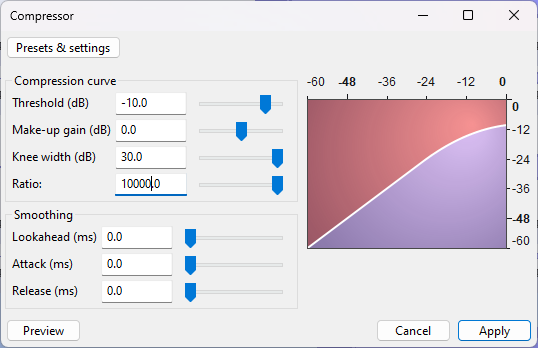 Compressor
Presets & settings
Compression curve
Threshold (dB) -10.0
Make-up gain (dB) 0.0
Knee width (dB) 30.0
Ratio: 10000.0
Smoothing
Lookahead (ms) 0.0
Attack (ms) 0.0
Release (ms) 0.0
-60 -48 -36 -24 -12 0
0
-12
-24
-36
-48
-60
Preview Cancel Apply